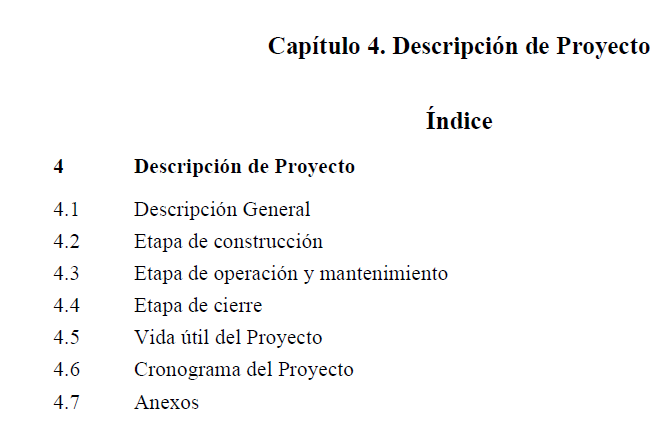 Capítulo 4. Descripción de Proyecto
Índice
4 Descripción de Proyecto
4.1 Descripción General
4.2 Etapa de construcción
4.3 Etapa de operación y mantenimiento
4.4 Etapa de cierre
4.5 Vida útil del Proyecto
4.6 Cronograma del Proyecto
4.7 Anexos